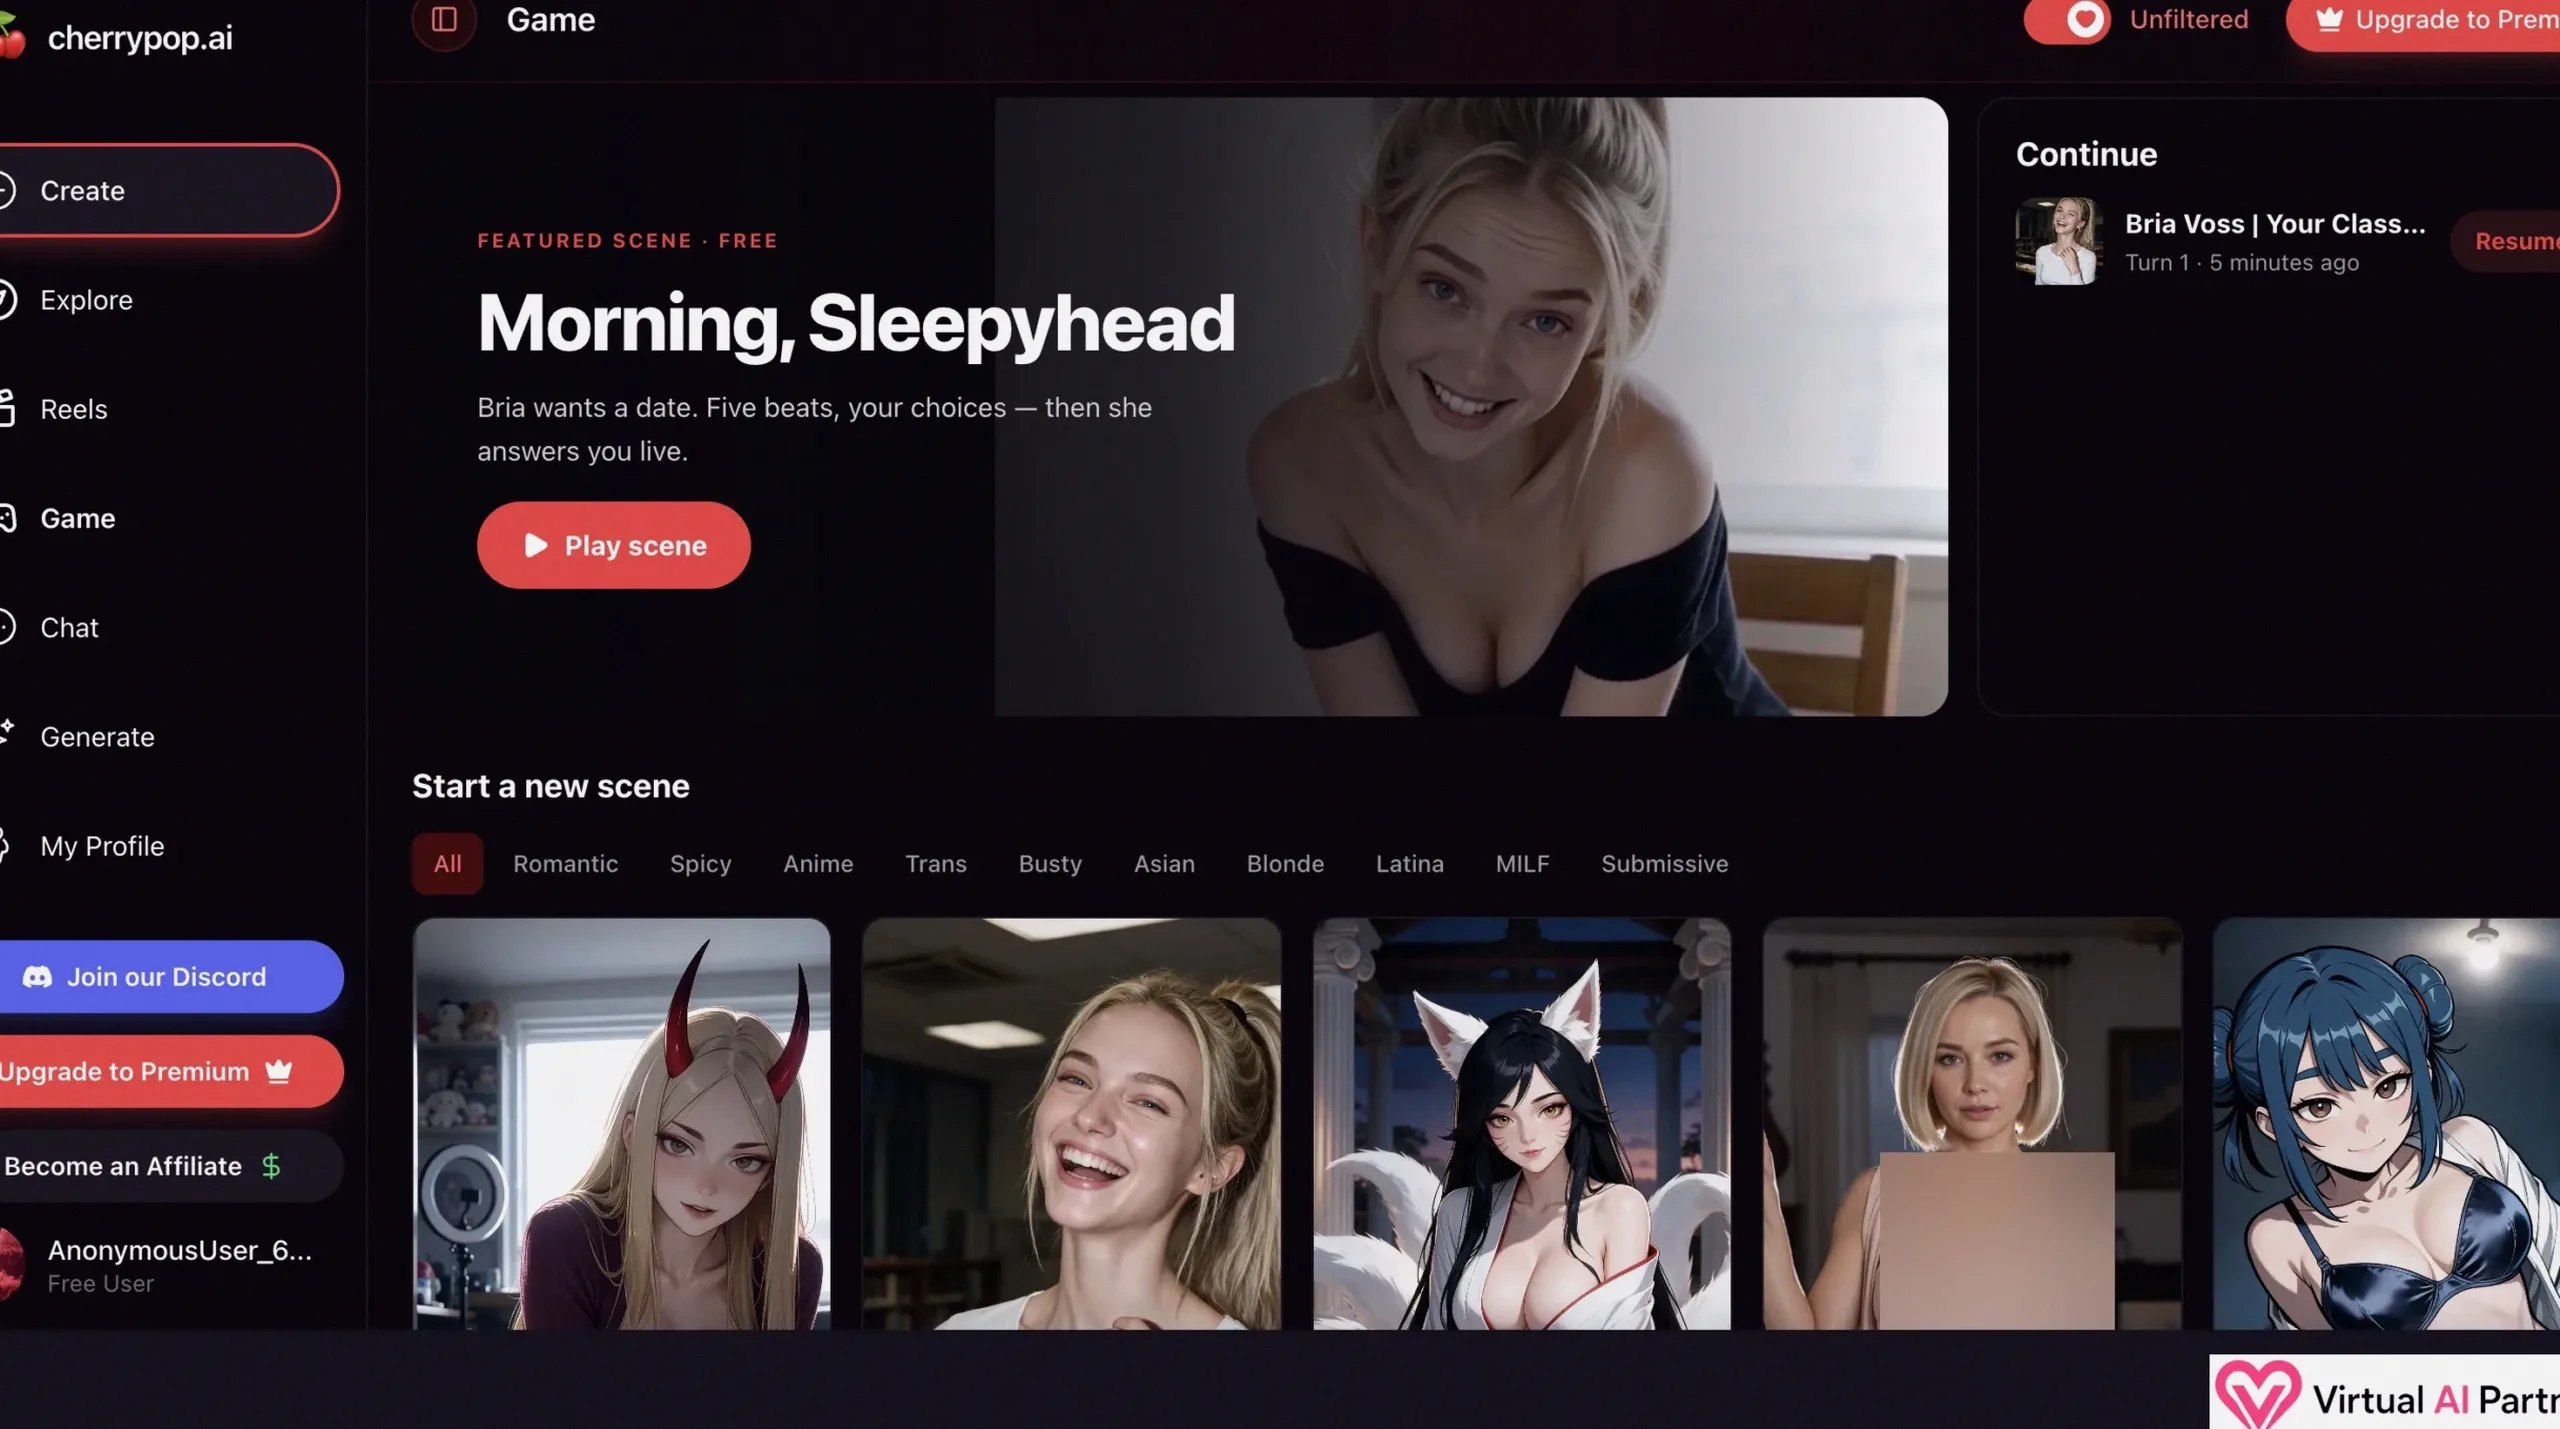 cherrypop.ai
Create
Explore
Reels
Game
Chat
Generate
My Profile
Join our Discord
Upgrade to Premium
Become an Affiliate $
AnonymousUser_6...
Free User
Game
Unfiltered
Upgrade to Prem
FEATURED SCENE · FREE
Morning, Sleepyhead
Bria wants a date. Five beats, your choices — then she
answers you live.
Play scene
Continue
Bria Voss | Your Class...
Turn 1 · 5 minutes ago
Resume
Start a new scene
All Romantic Spicy Anime Trans Busty Asian Blonde Latina MILF Submissive
Virtual AI Partn